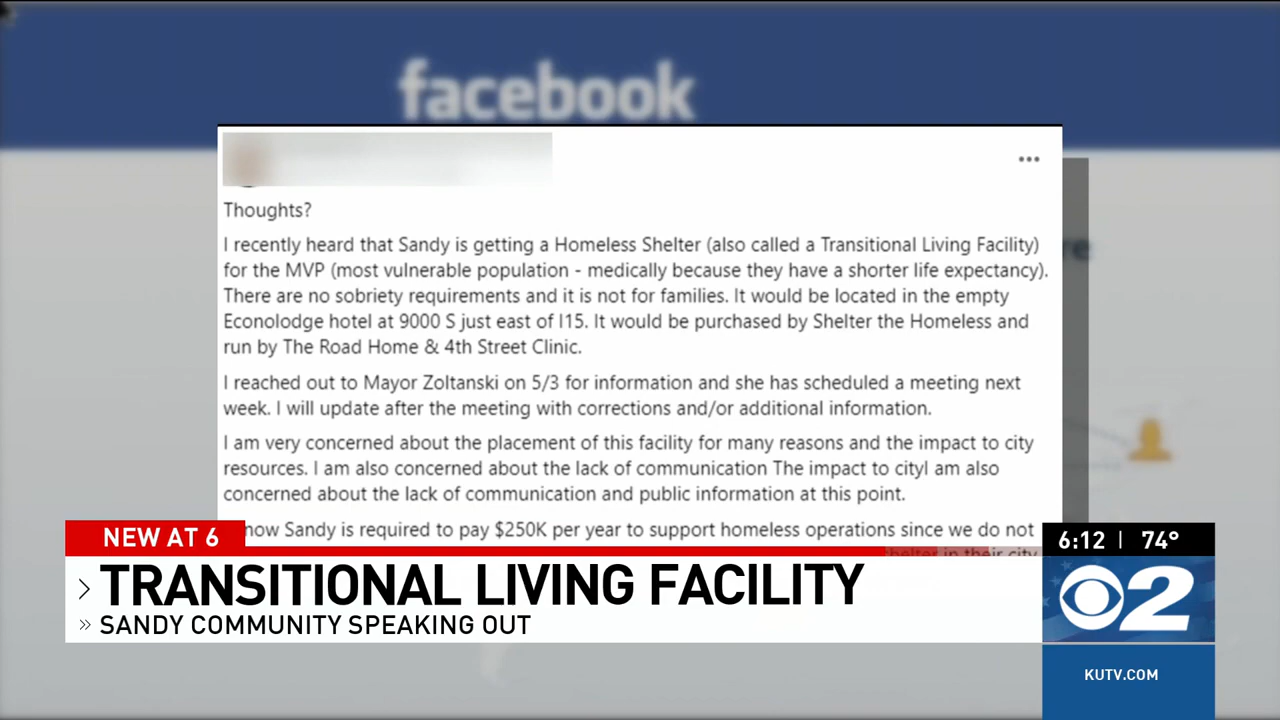 facebook
Thoughts?
I recently heard that Sandy is getting a Homeless Shelter (also called a Transitional Living Facility)
for the MVP (most vulnerable population - medically because they have a shorter life expectancy).
There are no sobriety requirements and it is not for families. It would be located in the empty
Econolodge hotel at 9000 S just east of I15. It would be purchased by Shelter the Homeless and
run by The Road Home & 4th Street Clinic.
I reached out to Mayor Zoltanski on 5/3 for information and she has scheduled a meeting next
week. I will update after the meeting with corrections and/or additional information.
I am very concerned about the placement of this facility for many reasons and the impact to city
resources. I am also concerned about the lack of communication The impact to cityI am also
concerned about the lack of communication and public information at this point.
now Sandy is required to pay $250K per year to support homeless operations since we do not
shelter in their city
NEW AT 6
TRANSITIONAL LIVING FACILITY
SANDY COMMUNITY SPEAKING OUT
6:12 | 74°
2
KUTV.COM